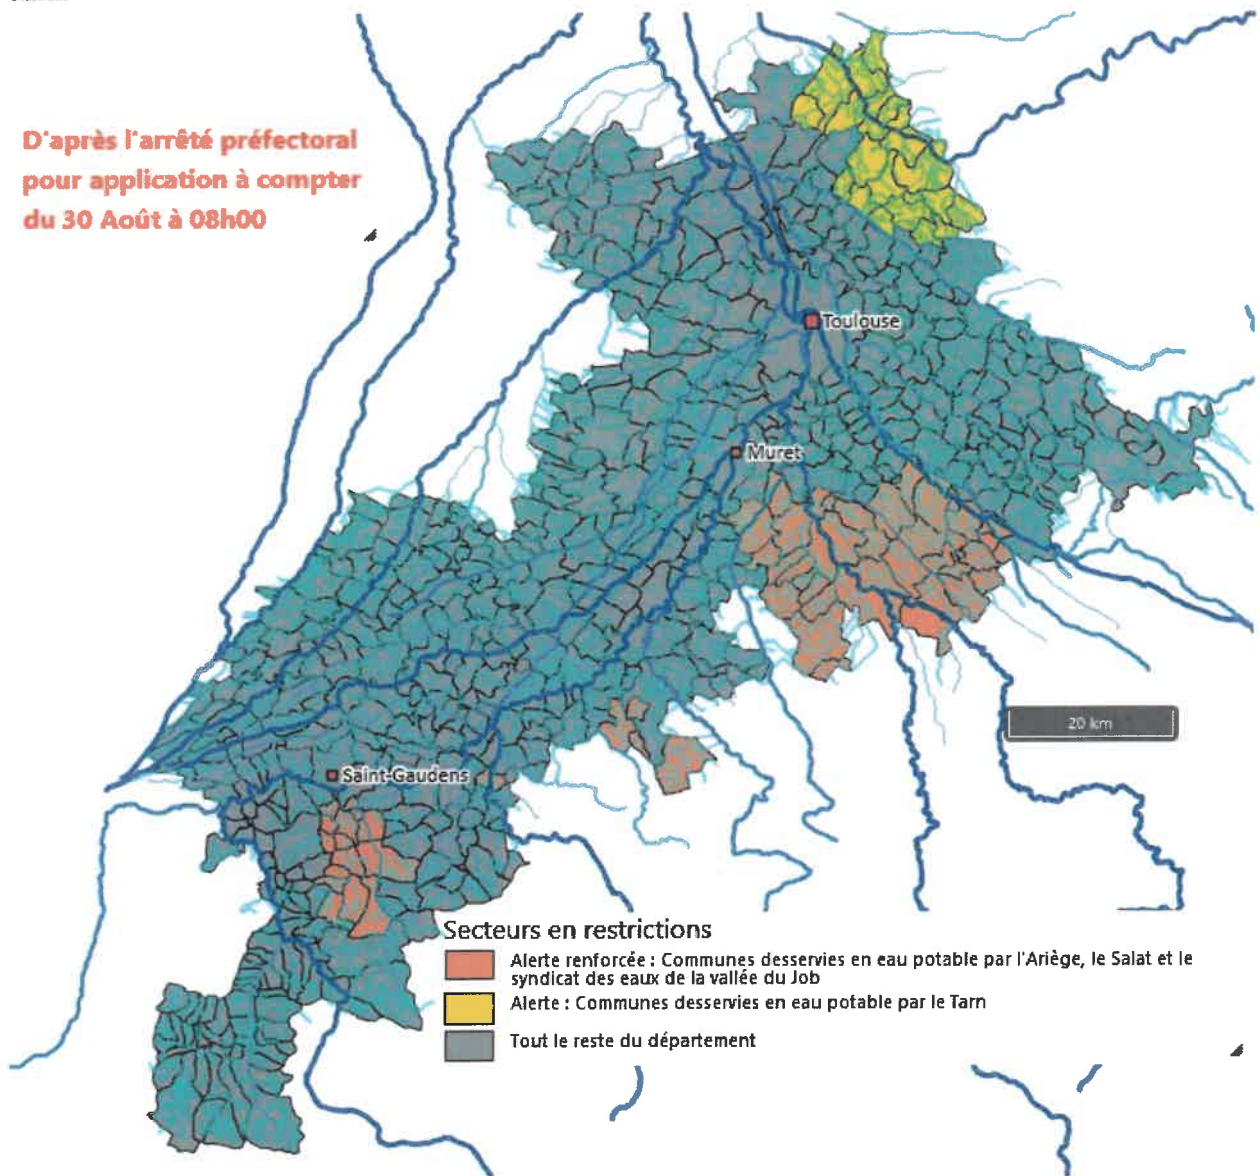 D'après l'arrêté préfectoral
pour application à compter
du 30 Août à 08h00
Toulouse
Muret
20 km
Saint-Gaudens
Secteurs en restrictions
Alerte renforcée : Communes desservies en eau potable par l'Ariège, le Salat et le
syndicat des eaux de la vallée du Job
Alerte : Communes desservies en eau potable par le Tarn
Tout le reste du département